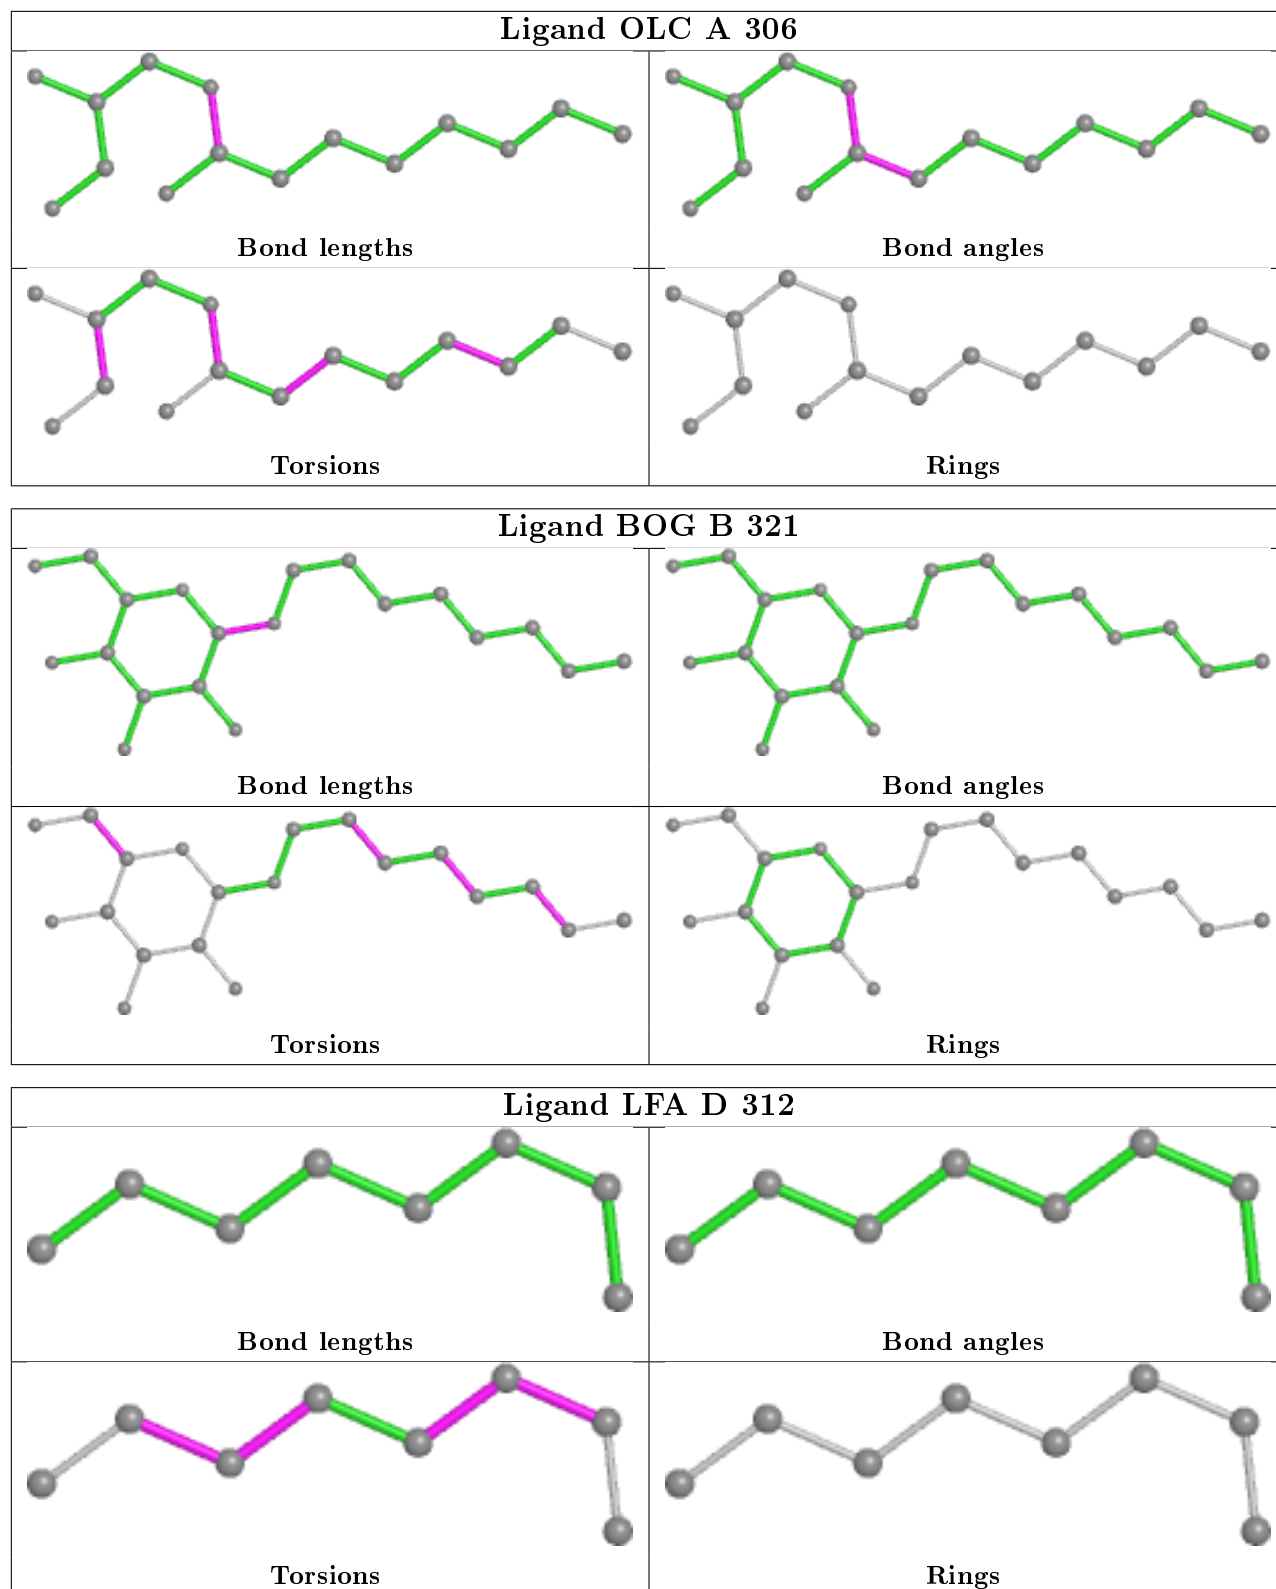 Ligand OLC A 306
Bond lengths
Bond angles
Torsions
Rings
Ligand BOG B 321
Bond lengths
Bond angles
Torsions
Rings
Ligand LFA D 312
Bond lengths
Bond angles
Torsions
Rings